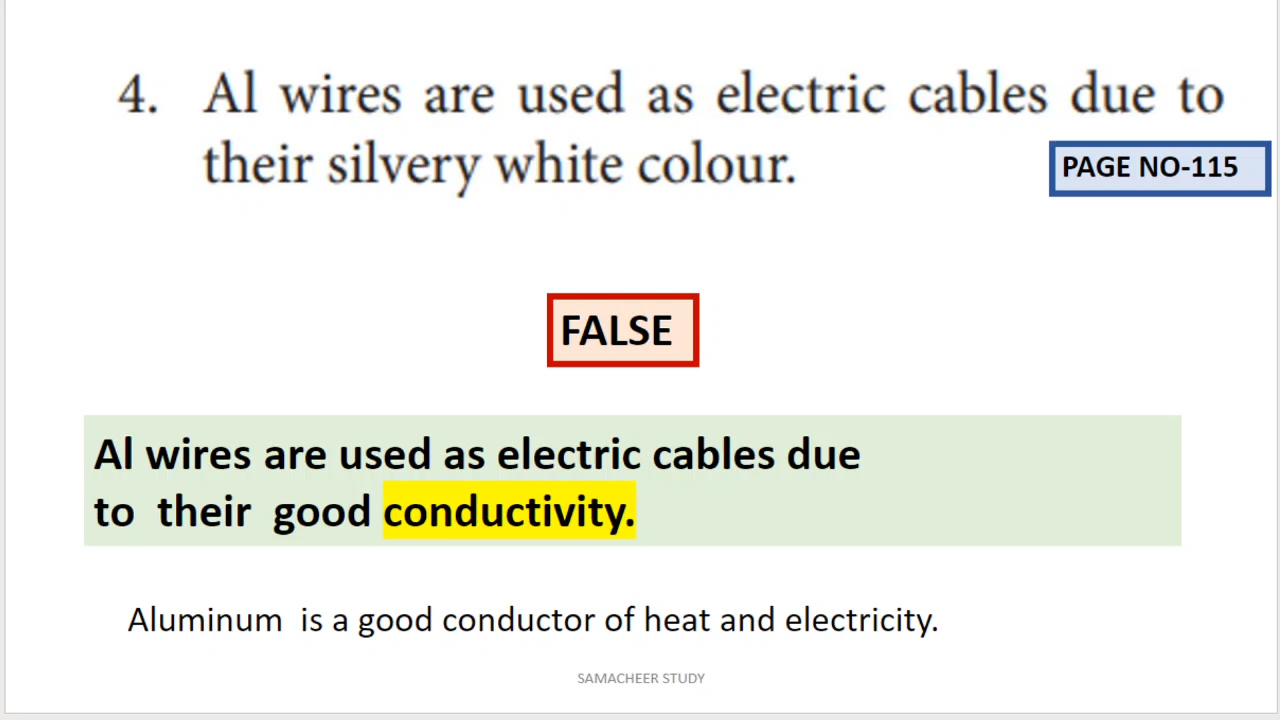 4. Al wires are used as electric cables due to
their silvery white colour.
PAGE NO-115
FALSE
Al wires are used as electric cables due
to their good conductivity.
Aluminum is a good conductor of heat and electricity.
SAMACHEER STUDY